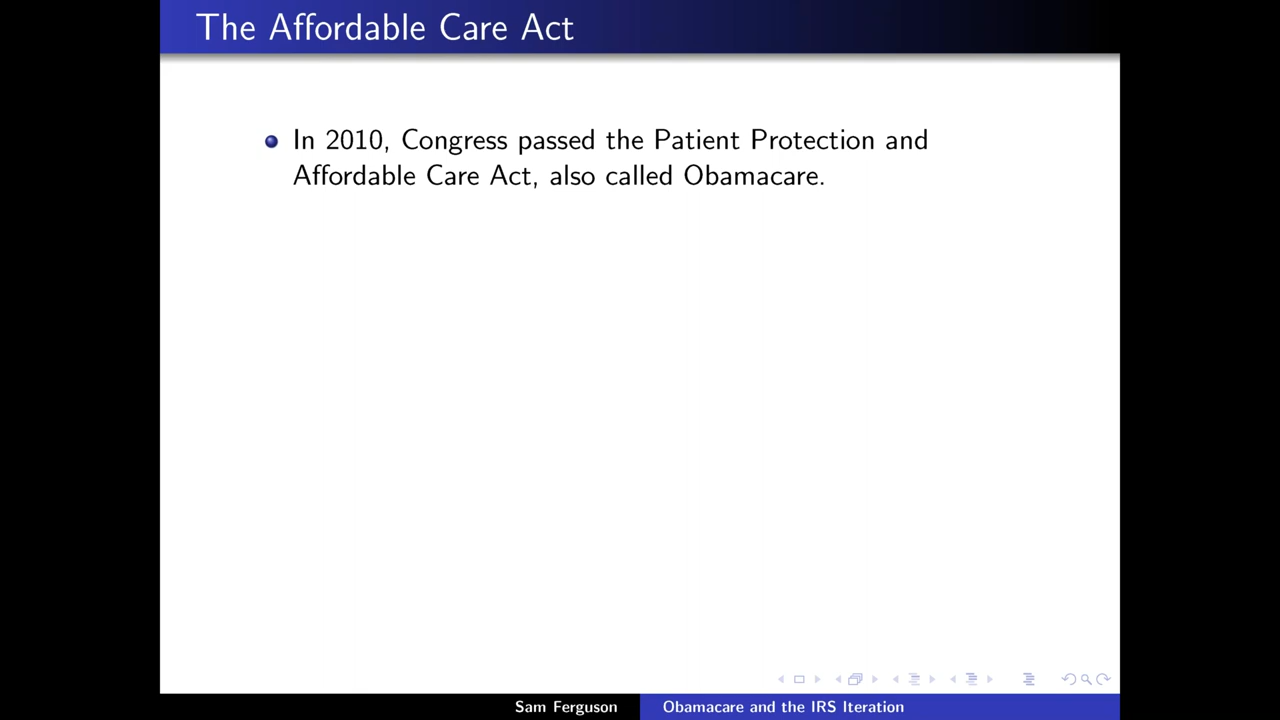 The Affordable Care Act
In 2010, Congress passed the Patient Protection and
Affordable Care Act, also called Obamacare.
Sam Ferguson
Obamacare and the IRS Iteration